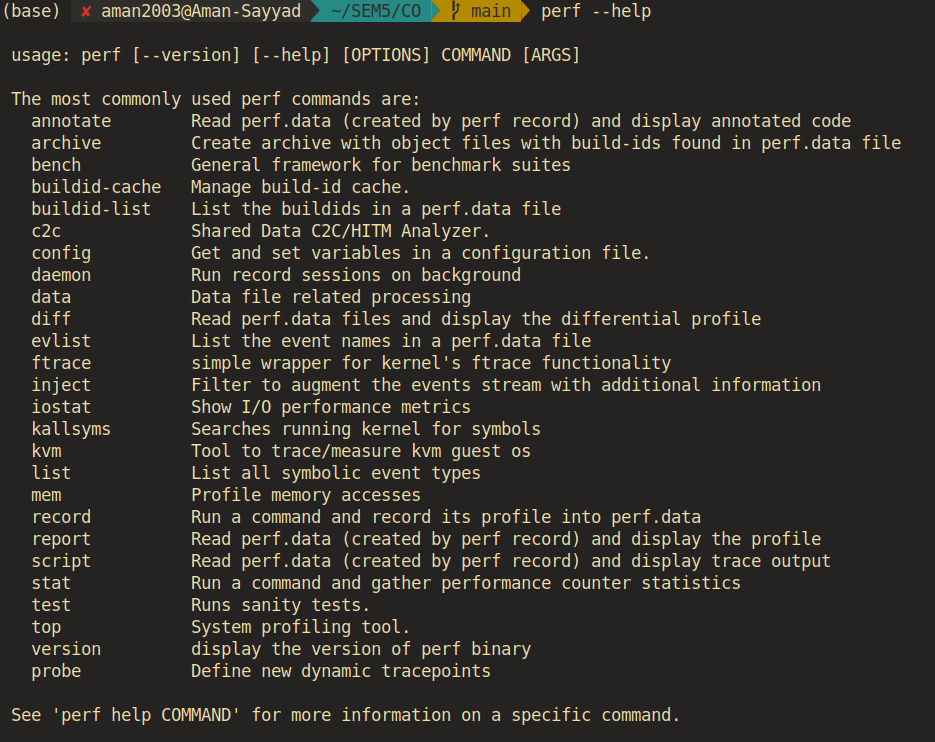 (base) ✘ aman2003@Aman-Sayyad ~/SEM5/CO main perf --help
usage: perf [--version] [--help] [OPTIONS] COMMAND [ARGS]
The most commonly used perf commands are:
annotate Read perf.data (created by perf record) and display annotated code
archive Create archive with object files with build-ids found in perf.data file
bench General framework for benchmark suites
buildid-cache Manage build-id cache.
buildid-list List the buildids in a perf.data file
c2c Shared Data C2C/HITM Analyzer.
config Get and set variables in a configuration file.
daemon Run record sessions on background
data Data file related processing
diff Read perf.data files and display the differential profile
evlist List the event names in a perf.data file
ftrace simple wrapper for kernel's ftrace functionality
inject Filter to augment the events stream with additional information
iostat Show I/O performance metrics
kallsyms Searches running kernel for symbols
kvm Tool to trace/measure kvm guest os
list List all symbolic event types
mem Profile memory accesses
record Run a command and record its profile into perf.data
report Read perf.data (created by perf record) and display the profile
script Read perf.data (created by perf record) and display trace output
stat Run a command and gather performance counter statistics
test Runs sanity tests.
top System profiling tool.
version display the version of perf binary
probe Define new dynamic tracepoints
See 'perf help COMMAND' for more information on a specific command.